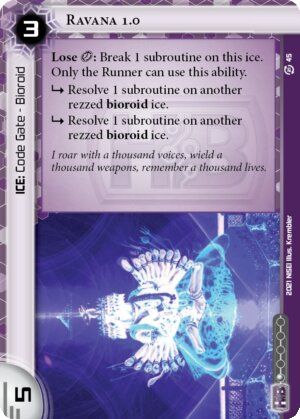 Ravana 1.0
3
Lose : Break 1 subroutine on this ice.
Only the Runner can use this ability.
↳ Resolve 1 subroutine on another
rezzed bioroid ice.
↳ Resolve 1 subroutine on another
rezzed bioroid ice.
I roar with a thousand voices, wield a
thousand weapons, remember a thousand lives.
ICE: Code Gate - Bioroid
45
2021 NISEI Illus. Krembler
5